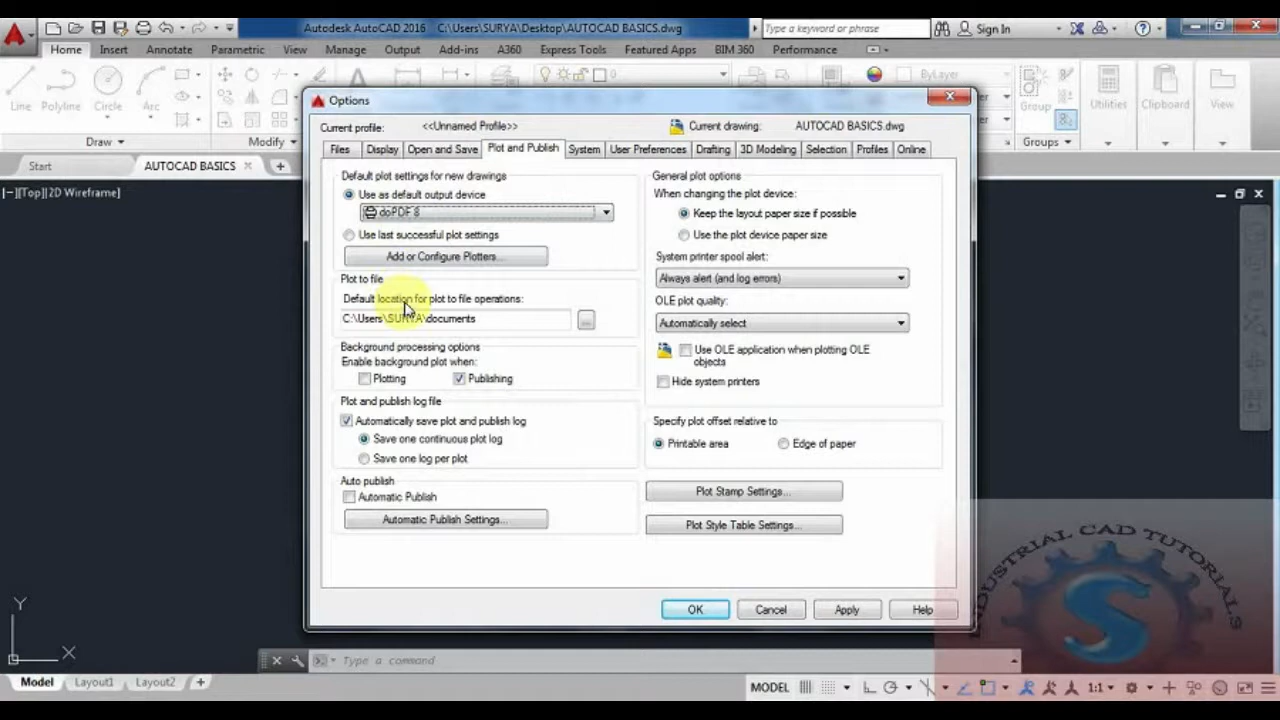 Autodesk AutoCAD 2016 C:\Users\SURYA\Desktop\AUTOCAD BASICS.dwg
Type a keyword or phrase
Sign In
Home Insert Annotate Parametric View Manage Output Add-ins A360 Express Tools Featured Apps BIM 360 Performance
Line Polyline Circle Arc
0
ByLayer
Group
Utilities
Clipboard
View
Draw
Modify
Groups
Start
AUTOCAD BASICS
[−][Top][2D Wireframe]
Options
Current profile: <<Unnamed Profile>>
Current drawing: AUTOCAD BASICS.dwg
Files Display Open and Save Plot and Publish System User Preferences Drafting 3D Modeling Selection Profiles Online
Default plot settings for new drawings
Use as default output device
doPDF 8
Use last successful plot settings
Add or Configure Plotters...
Plot to file
Default location for plot to file operations:
C:\Users\SURYA\documents
...
Background processing options
Enable background plot when:
Plotting
Publishing
Plot and publish log file
Automatically save plot and publish log
Save one continuous plot log
Save one log per plot
Auto publish
Automatic Publish
Automatic Publish Settings...
General plot options
When changing the plot device:
Keep the layout paper size if possible
Use the plot device paper size
System printer spool alert:
Always alert (and log errors)
OLE plot quality:
Automatically select
Use OLE application when plotting OLE
objects
Hide system printers
Specify plot offset relative to
Printable area
Edge of paper
Plot Stamp Settings...
Plot Style Table Settings...
OK Cancel Apply Help
INDUSTRIAL CAD TUTORIALS
S
Y
X
Type a command
Model Layout1 Layout2
MODEL
1:1